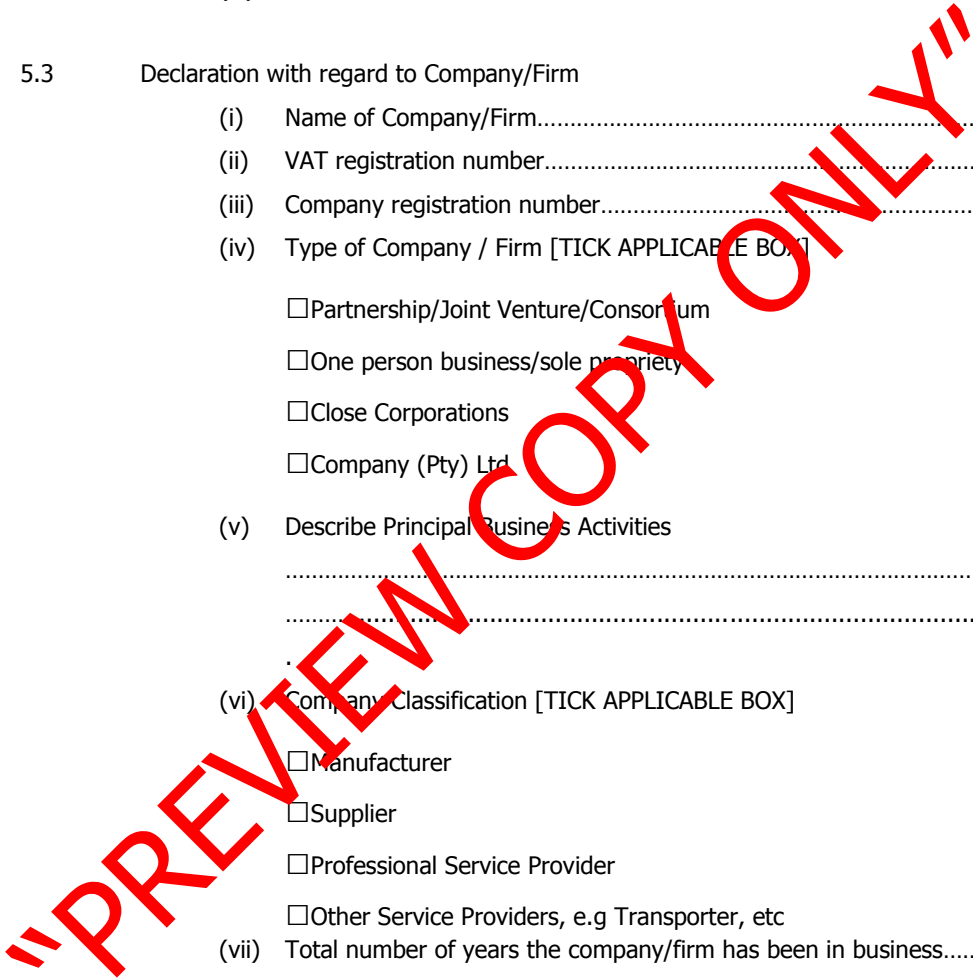 5.3 Declaration with regard to Company/Firm
(i) Name of Company/Firm……………………………………………………………
(ii) VAT registration number……………………………………………………………
(iii) Company registration number……………………………………………………
(iv) Type of Company / Firm [TICK APPLICABLE BOX]
☐Partnership/Joint Venture/Consortium
☐One person business/sole propriety
☐Close Corporations
☐Company (Pty) Ltd
(v) Describe Principal Business Activities
……………………………………………………………………………………
……………………………………………………………………………………
.
(vi) Company Classification [TICK APPLICABLE BOX]
☐Manufacturer
☐Supplier
☐Professional Service Provider
☐Other Service Providers, e.g Transporter, etc
(vii) Total number of years the company/firm has been in business…..
"PREVIEW COPY ONLY"